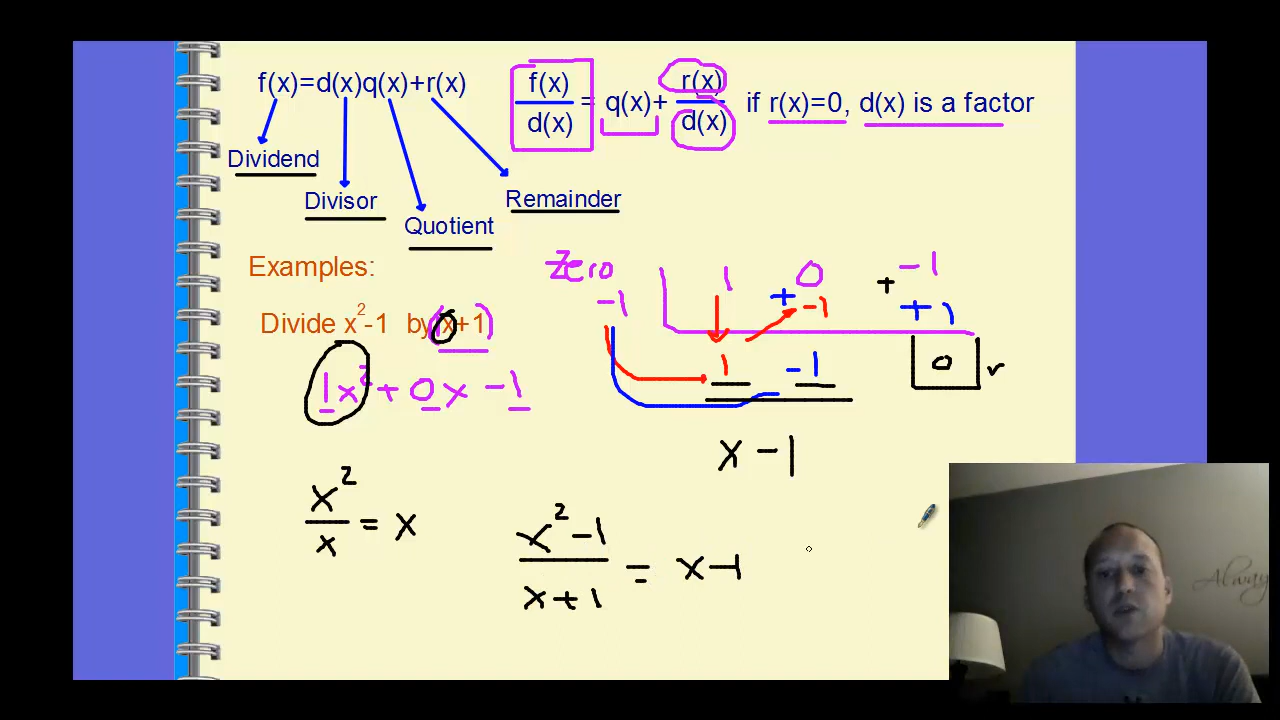 f(x)=d(x)q(x)+r(x)
f(x)/d(x) = q(x)+ r(x)/d(x) if r(x)=0, d(x) is a factor
Dividend
Divisor
Quotient
Remainder
Examples:
Divide x²-1 by (x+1)
1x² + 0x -1
Zero
-1 1 0 -1
+ -1 + +1
1 -1 0 r
x -1
x²/x = x
x²-1/x+1 = x-1
Alway